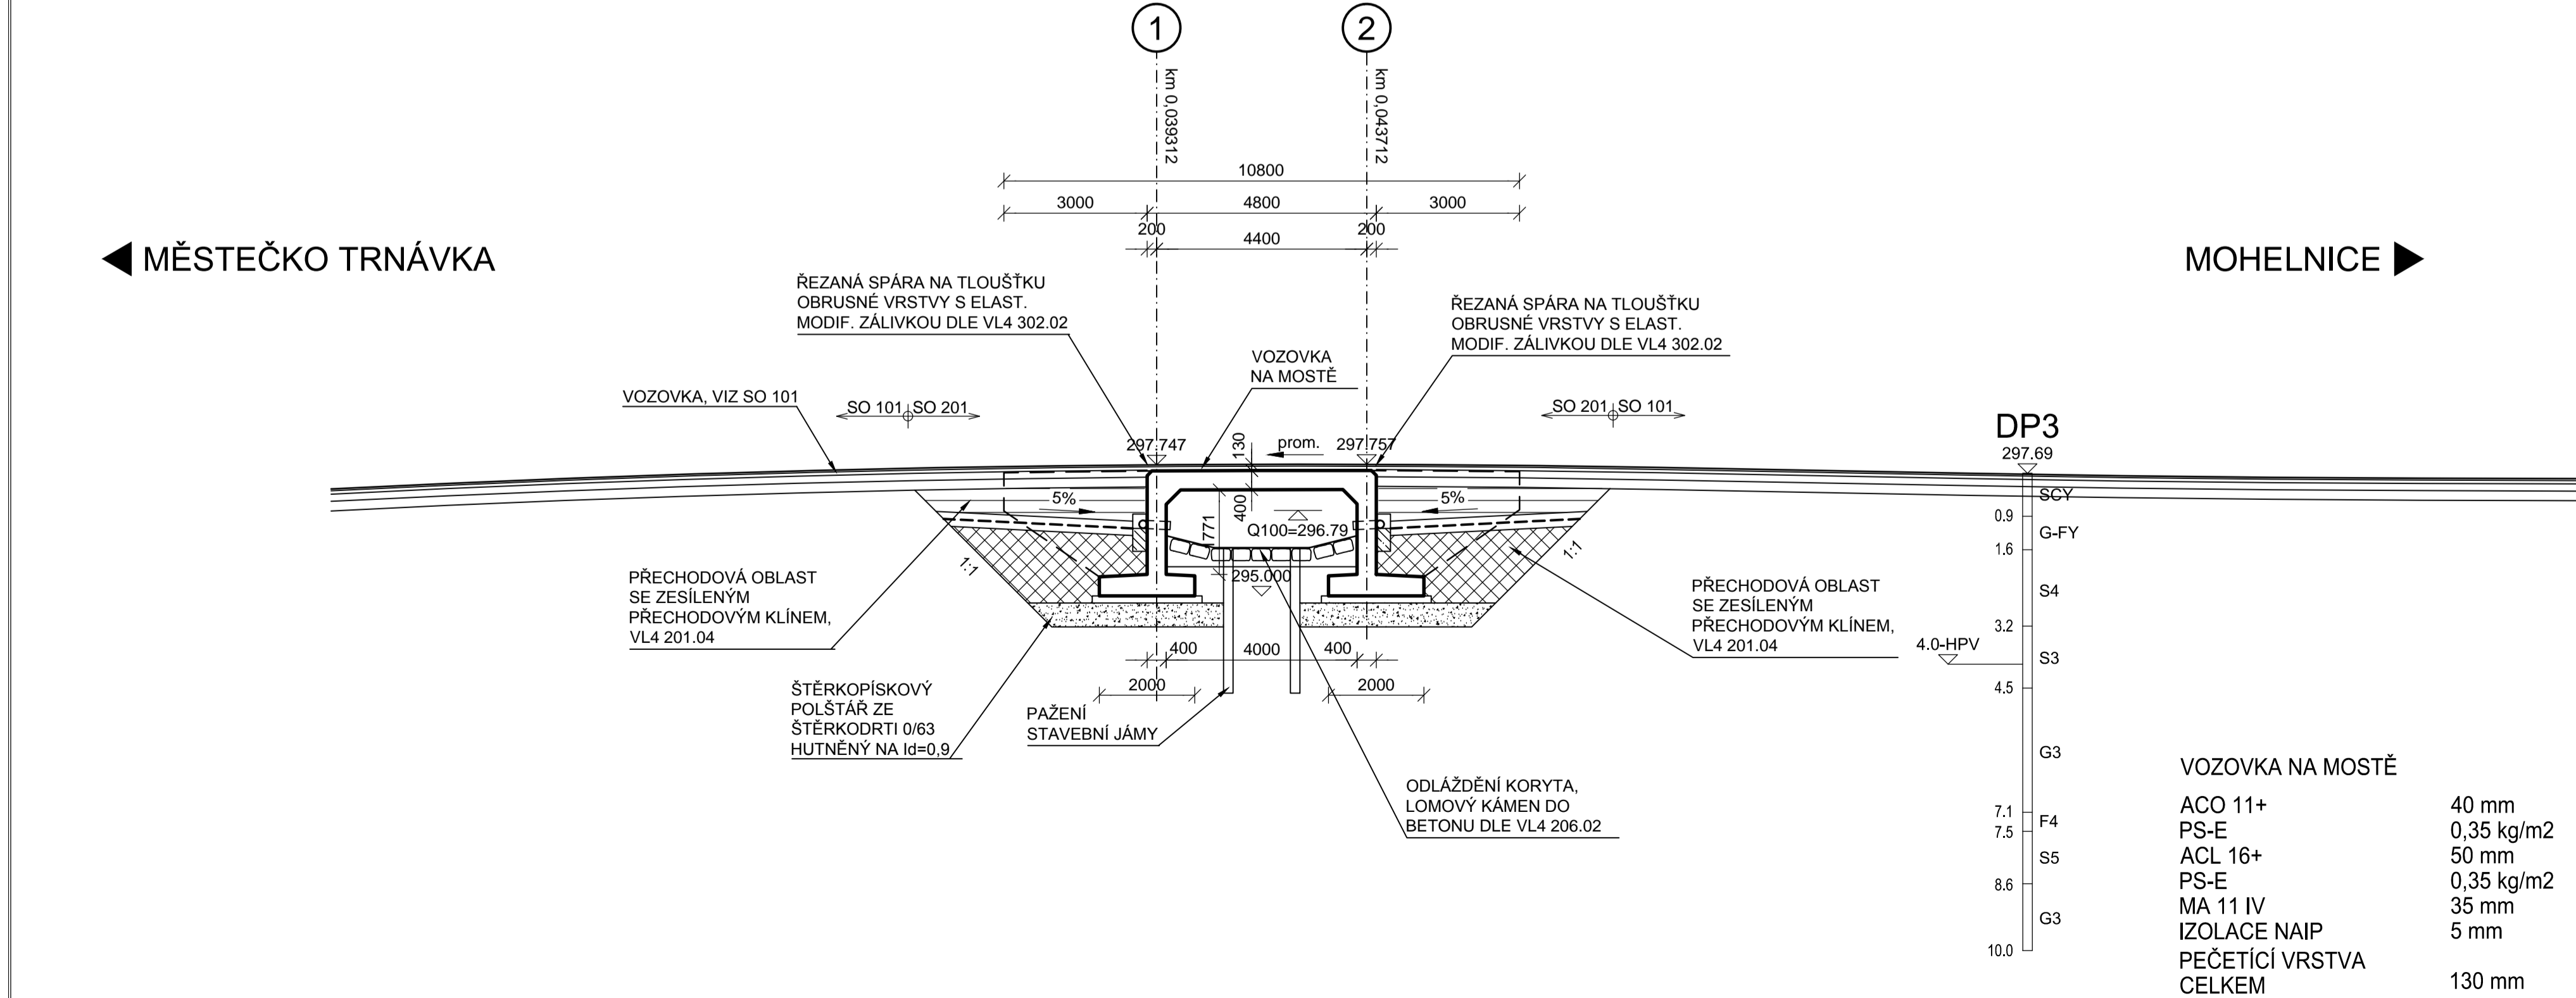 1
2
km 0,039312
km 0,043712
10800
3000
4800
3000
200
4400
200
MĚSTEČKO TRNÁVKA
MOHELNICE
ŘEZANÁ SPÁRA NA TLOUŠŤKU
OBRUSNÉ VRSTVY S ELAST.
MODIF. ZÁLIVKOU DLE VL4 302.02
ŘEZANÁ SPÁRA NA TLOUŠŤKU
OBRUSNÉ VRSTVY S ELAST.
MODIF. ZÁLIVKOU DLE VL4 302.02
VOZOVKA
NA MOSTĚ
VOZOVKA, VIZ SO 101
SO 101
SO 201
SO 201
SO 101
297.747
130
prom.
297.757
5%
5%
400
1771
Q100=296.79
295.000
1:1
1:1
PŘECHODOVÁ OBLAST
SE ZESÍLENÝM
PŘECHODOVÝM KLÍNEM,
VL4 201.04
PŘECHODOVÁ OBLAST
SE ZESÍLENÝM
PŘECHODOVÝM KLÍNEM,
VL4 201.04
400
4000
400
2000
2000
ŠTĚRKOPÍSKOVÝ
POLŠTÁŘ ZE
ŠTĚRKODRTI 0/63
HUTNĚNÝ NA Id=0,9
PAŽENÍ
STAVEBNÍ JÁMY
ODLÁŽDĚNÍ KORYTA,
LOMOVÝ KÁMEN DO
BETONU DLE VL4 206.02
DP3
297.69
SCY
0.9
G-FY
1.6
S4
3.2
4.0-HPV
S3
4.5
G3
7.1
F4
7.5
S5
8.6
G3
10.0
VOZOVKA NA MOSTĚ
ACO 11+ 40 mm
PS-E 0,35 kg/m2
ACL 16+ 50 mm
PS-E 0,35 kg/m2
MA 11 IV 35 mm
IZOLACE NAIP 5 mm
PEČETÍCÍ VRSTVA
CELKEM 130 mm